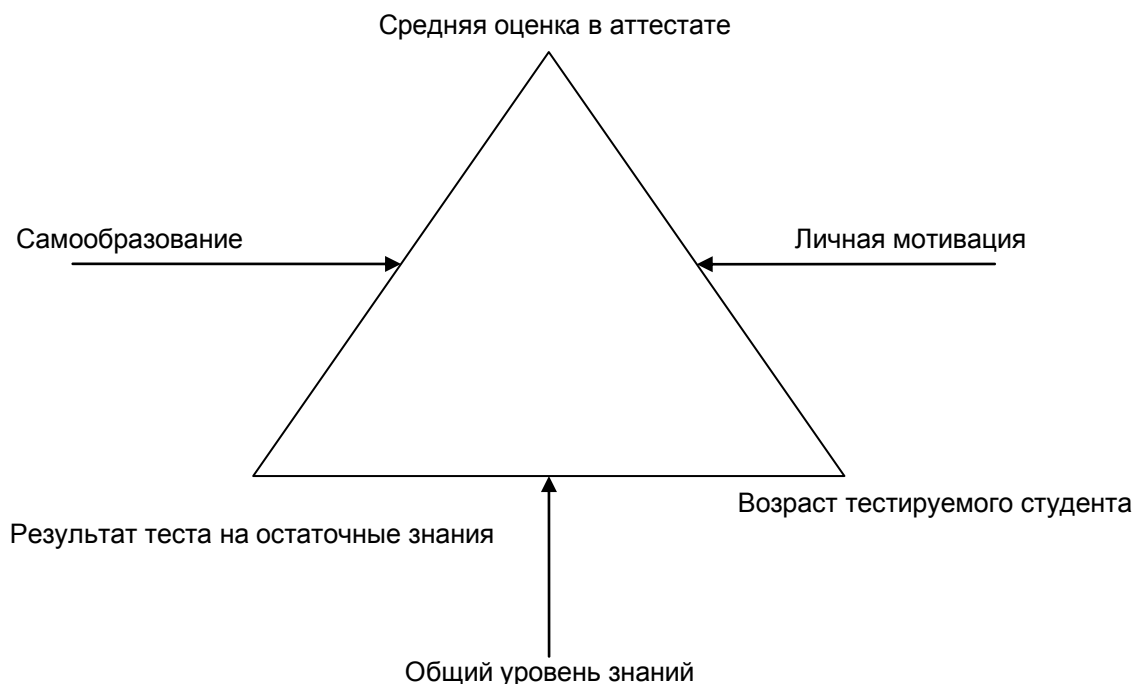 Средняя оценка в аттестате
Самообразование
Личная мотивация
Возраст тестируемого студента
Результат теста на остаточные знания
Общий уровень знаний